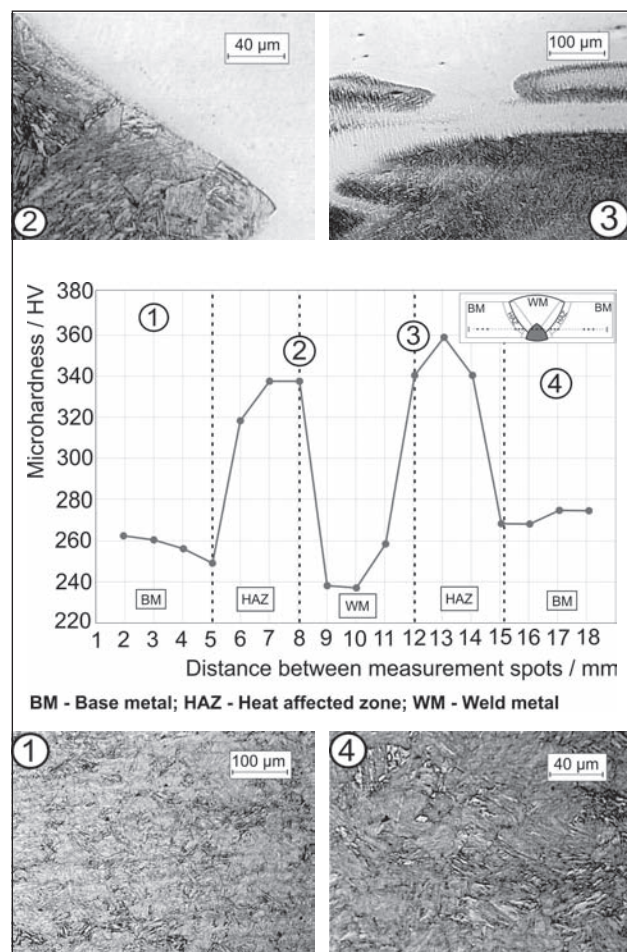 40 µm
100 µm
2
3
Microhardness / HV
380
360
340
320
300
280
260
240
220
1
2
3
4
BM
WM
BM
HAZ
HAZ
BM
HAZ
WM
HAZ
BM
1 2 3 4 5 6 7 8 9 10 11 12 13 14 15 16 17 18
Distance between measurement spots / mm
BM - Base metal; HAZ - Heat affected zone; WM - Weld metal
1
100 µm
4
40 µm